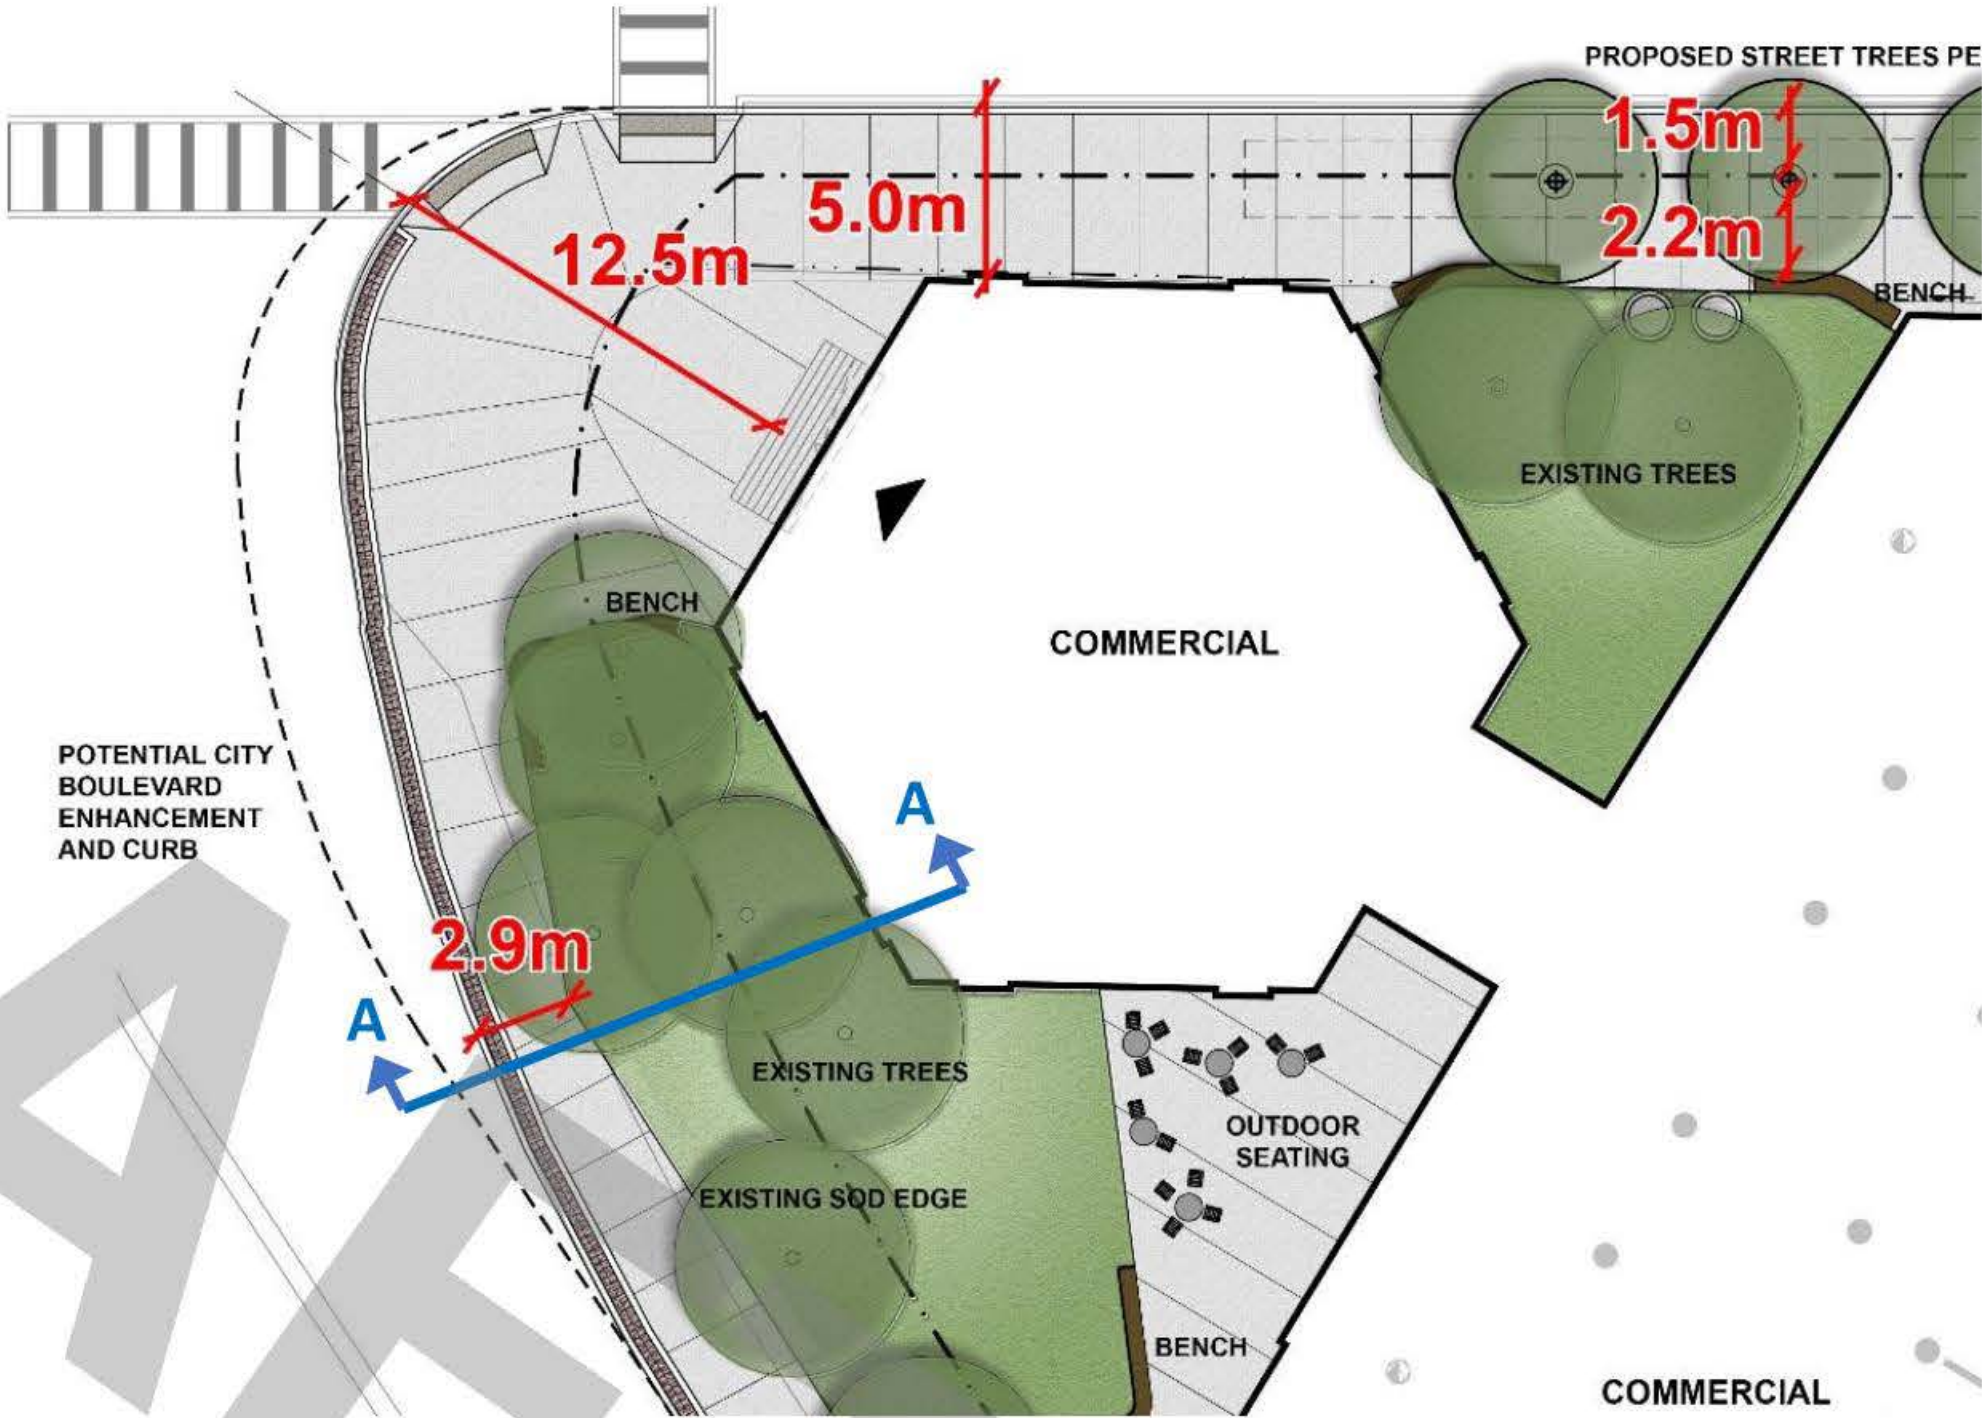 PROPOSED STREET TREES PE
1.5m
5.0m
12.5m
2.2m
BENCH
EXISTING TREES
BENCH
COMMERCIAL
POTENTIAL CITY
BOULEVARD
ENHANCEMENT
AND CURB
A
2.9m
A
EXISTING TREES
OUTDOOR
SEATING
EXISTING SOD EDGE
BENCH
COMMERCIAL